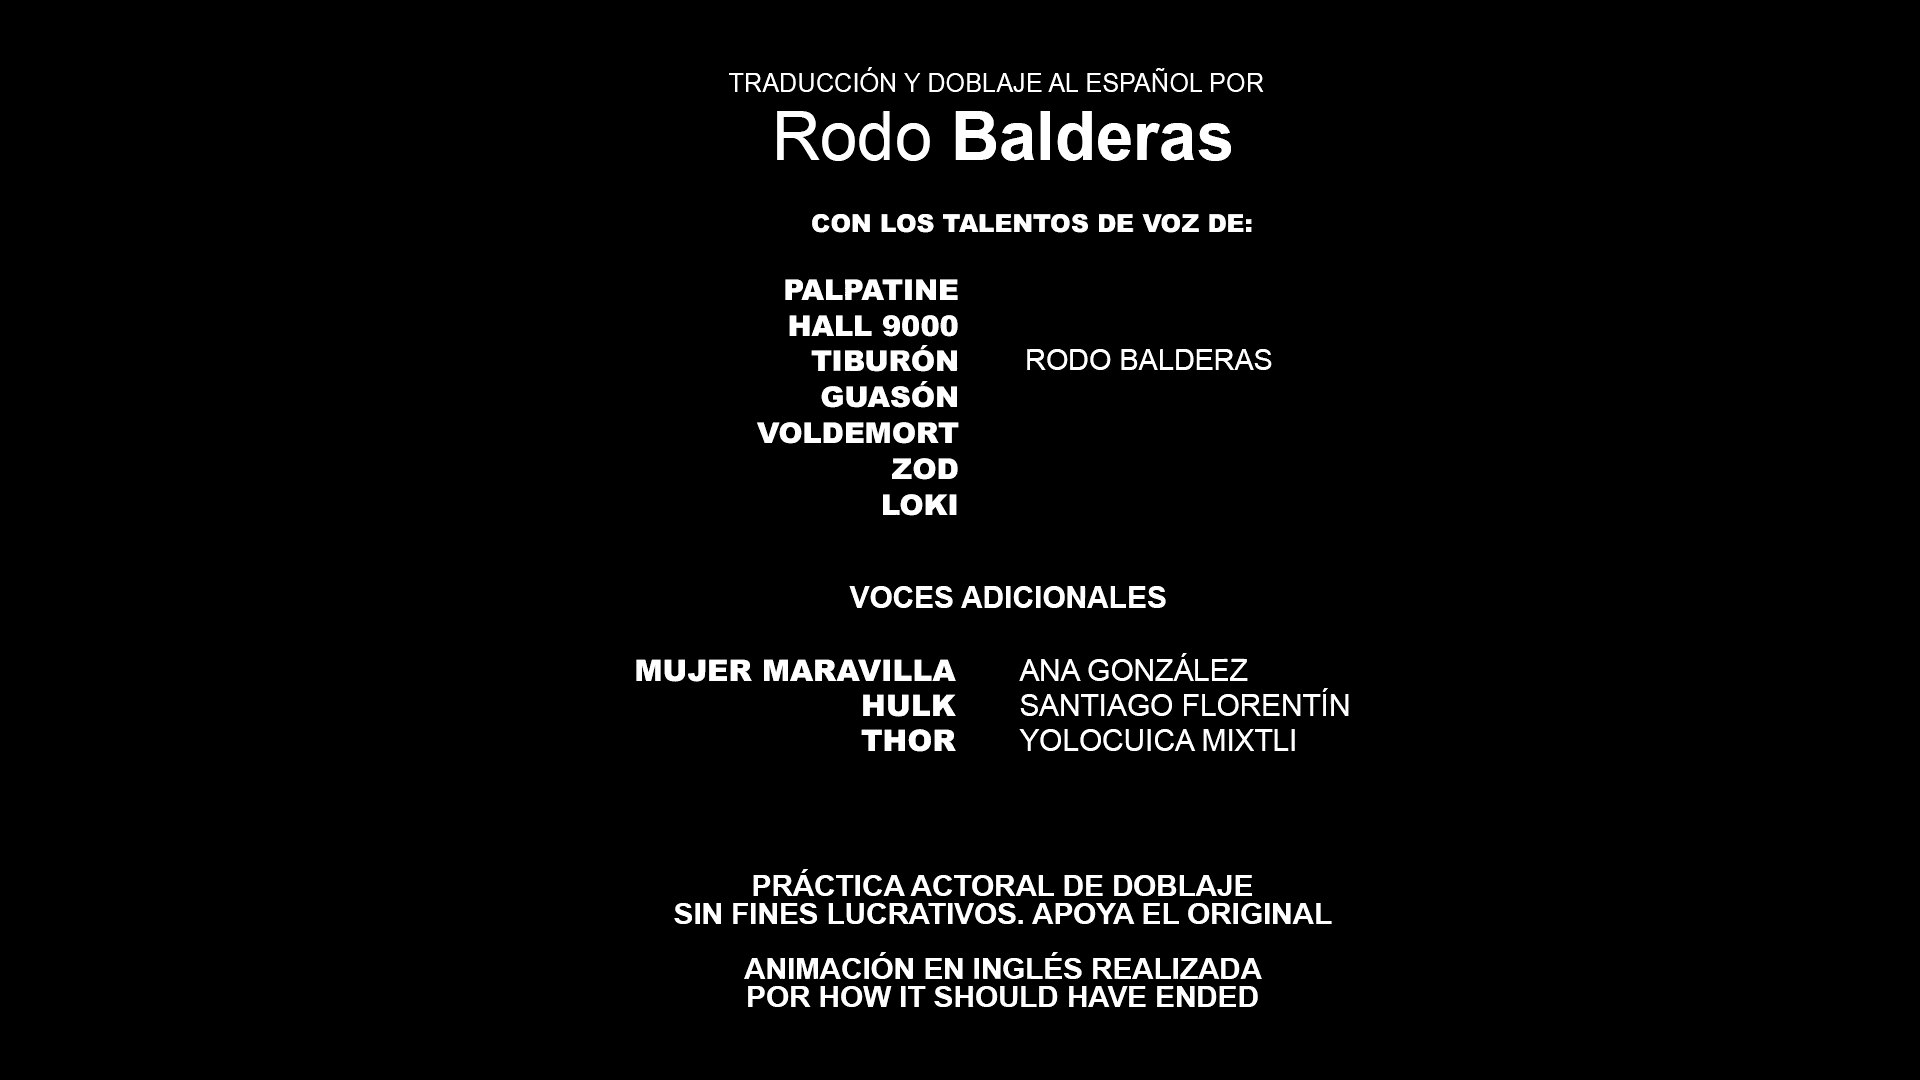 TRADUCCIÓN Y DOBLAJE AL ESPAÑOL POR
Rodo Balderas
CON LOS TALENTOS DE VOZ DE:
PALPATINE
HALL 9000
TIBURÓN RODO BALDERAS
GUASÓN
VOLDEMORT
ZOD
LOKI
VOCES ADICIONALES
MUJER MARAVILLA ANA GONZÁLEZ
HULK SANTIAGO FLORENTÍN
THOR YOLOCUICA MIXTLI
PRÁCTICA ACTORAL DE DOBLAJE
SIN FINES LUCRATIVOS. APOYA EL ORIGINAL
ANIMACIÓN EN INGLÉS REALIZADA
POR HOW IT SHOULD HAVE ENDED